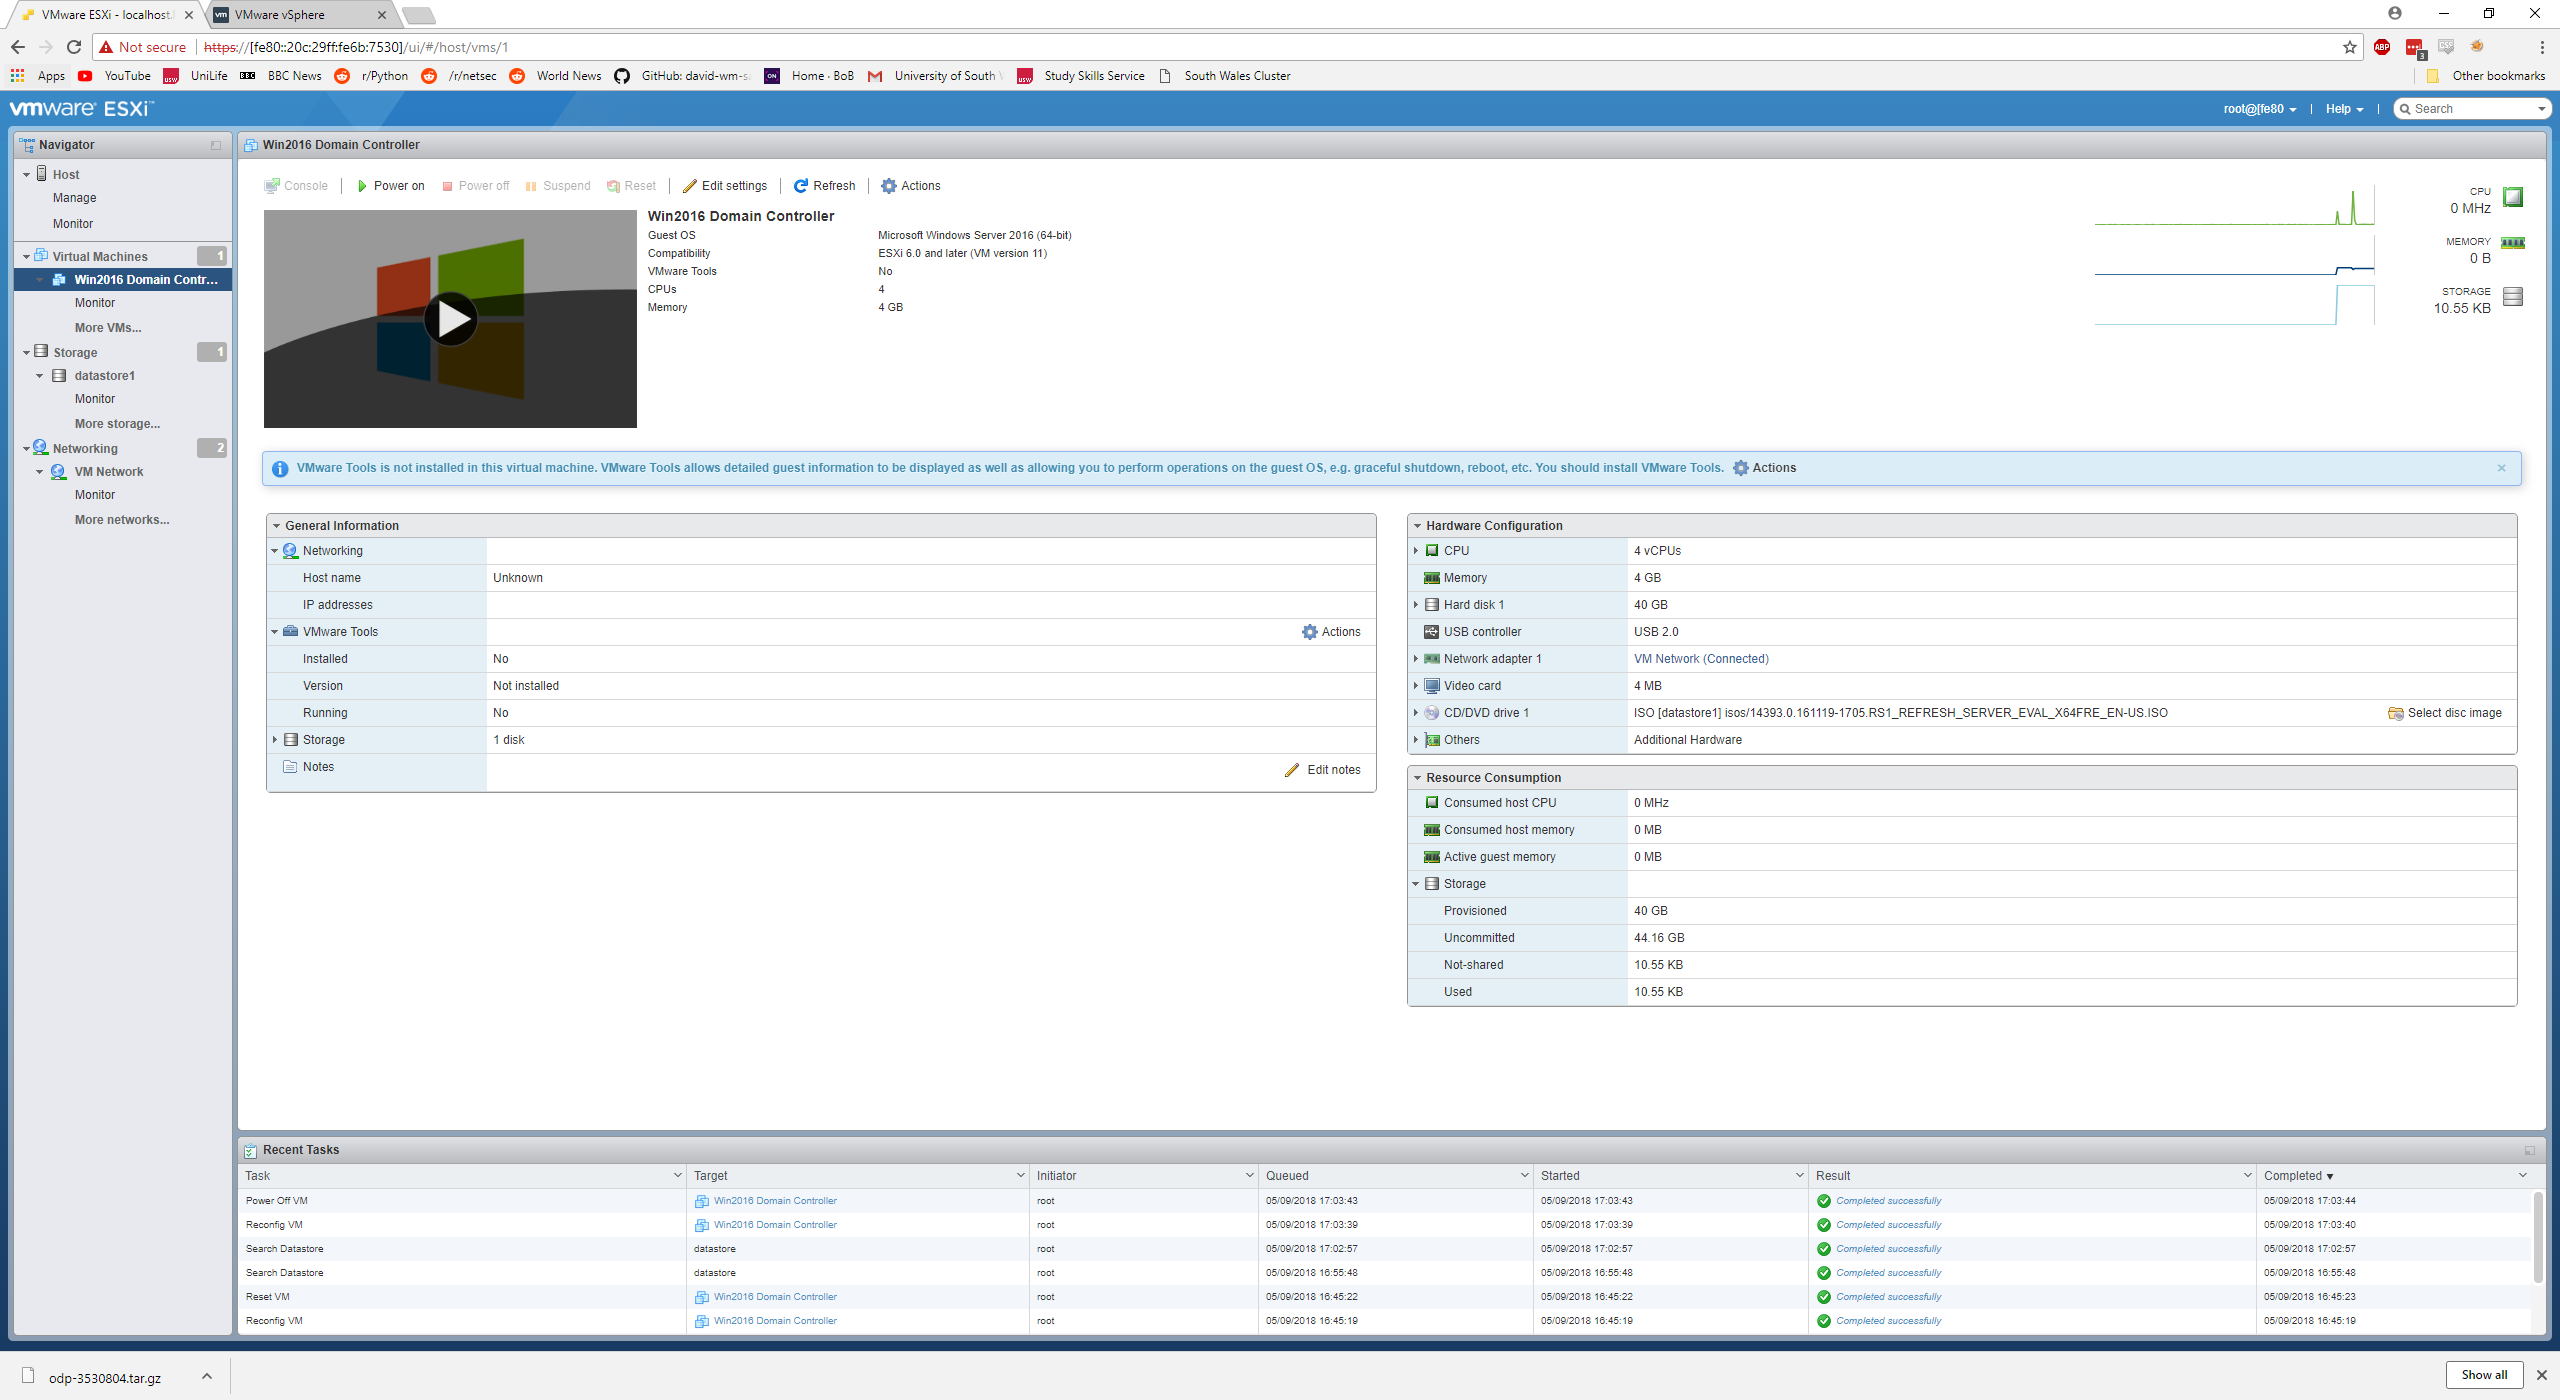 VMware ESXi - localhost.
VMware vSphere
Not secure https://[fe80::20c:29ff:fe6b:7530]/ui/#/host/vms/1
ABP
3
Apps YouTube UniLife BBC News r/Python /r/netsec World News GitHub: david-wm-s Home · BoB University of South Study Skills Service South Wales Cluster Other bookmarks
vmware ESXi
root@[fe80 Help Search
Navigator
Host
Manage
Monitor
Virtual Machines 1
Win2016 Domain Contr...
Monitor
More VMs...
Storage 1
datastore1
Monitor
More storage...
Networking 2
VM Network
Monitor
More networks...
Win2016 Domain Controller
Console Power on Power off Suspend Reset Edit settings Refresh Actions
Win2016 Domain Controller
Guest OS Microsoft Windows Server 2016 (64-bit)
Compatibility ESXi 6.0 and later (VM version 11)
VMware Tools No
CPUs 4
Memory 4 GB
CPU
0 MHz
MEMORY
0 B
STORAGE
10.55 KB
VMware Tools is not installed in this virtual machine. VMware Tools allows detailed guest information to be displayed as well as allowing you to perform operations on the guest OS, e.g. graceful shutdown, reboot, etc. You should install VMware Tools. Actions
General Information
Networking
Host name Unknown
IP addresses
VMware Tools Actions
Installed No
Version Not installed
Running No
Storage 1 disk
Notes Edit notes
Hardware Configuration
CPU 4 vCPUs
Memory 4 GB
Hard disk 1 40 GB
USB controller USB 2.0
Network adapter 1 VM Network (Connected)
Video card 4 MB
CD/DVD drive 1 ISO [datastore1] isos/14393.0.161119-1705.RS1_REFRESH_SERVER_EVAL_X64FRE_EN-US.ISO Select disc image
Others Additional Hardware
Resource Consumption
Consumed host CPU 0 MHz
Consumed host memory 0 MB
Active guest memory 0 MB
Storage
Provisioned 40 GB
Uncommitted 44.16 GB
Not-shared 10.55 KB
Used 10.55 KB
Recent Tasks
Task Target Initiator Queued Started Result Completed
Power Off VM Win2016 Domain Controller root 05/09/2018 17:03:43 05/09/2018 17:03:43 Completed successfully 05/09/2018 17:03:44
Reconfig VM Win2016 Domain Controller root 05/09/2018 17:03:39 05/09/2018 17:03:39 Completed successfully 05/09/2018 17:03:40
Search Datastore datastore root 05/09/2018 17:02:57 05/09/2018 17:02:57 Completed successfully 05/09/2018 17:02:57
Search Datastore datastore root 05/09/2018 16:55:48 05/09/2018 16:55:48 Completed successfully 05/09/2018 16:55:48
Reset VM Win2016 Domain Controller root 05/09/2018 16:45:22 05/09/2018 16:45:22 Completed successfully 05/09/2018 16:45:23
Reconfig VM Win2016 Domain Controller root 05/09/2018 16:45:19 05/09/2018 16:45:19 Completed successfully 05/09/2018 16:45:19
odp-3530804.tar.gz Show all